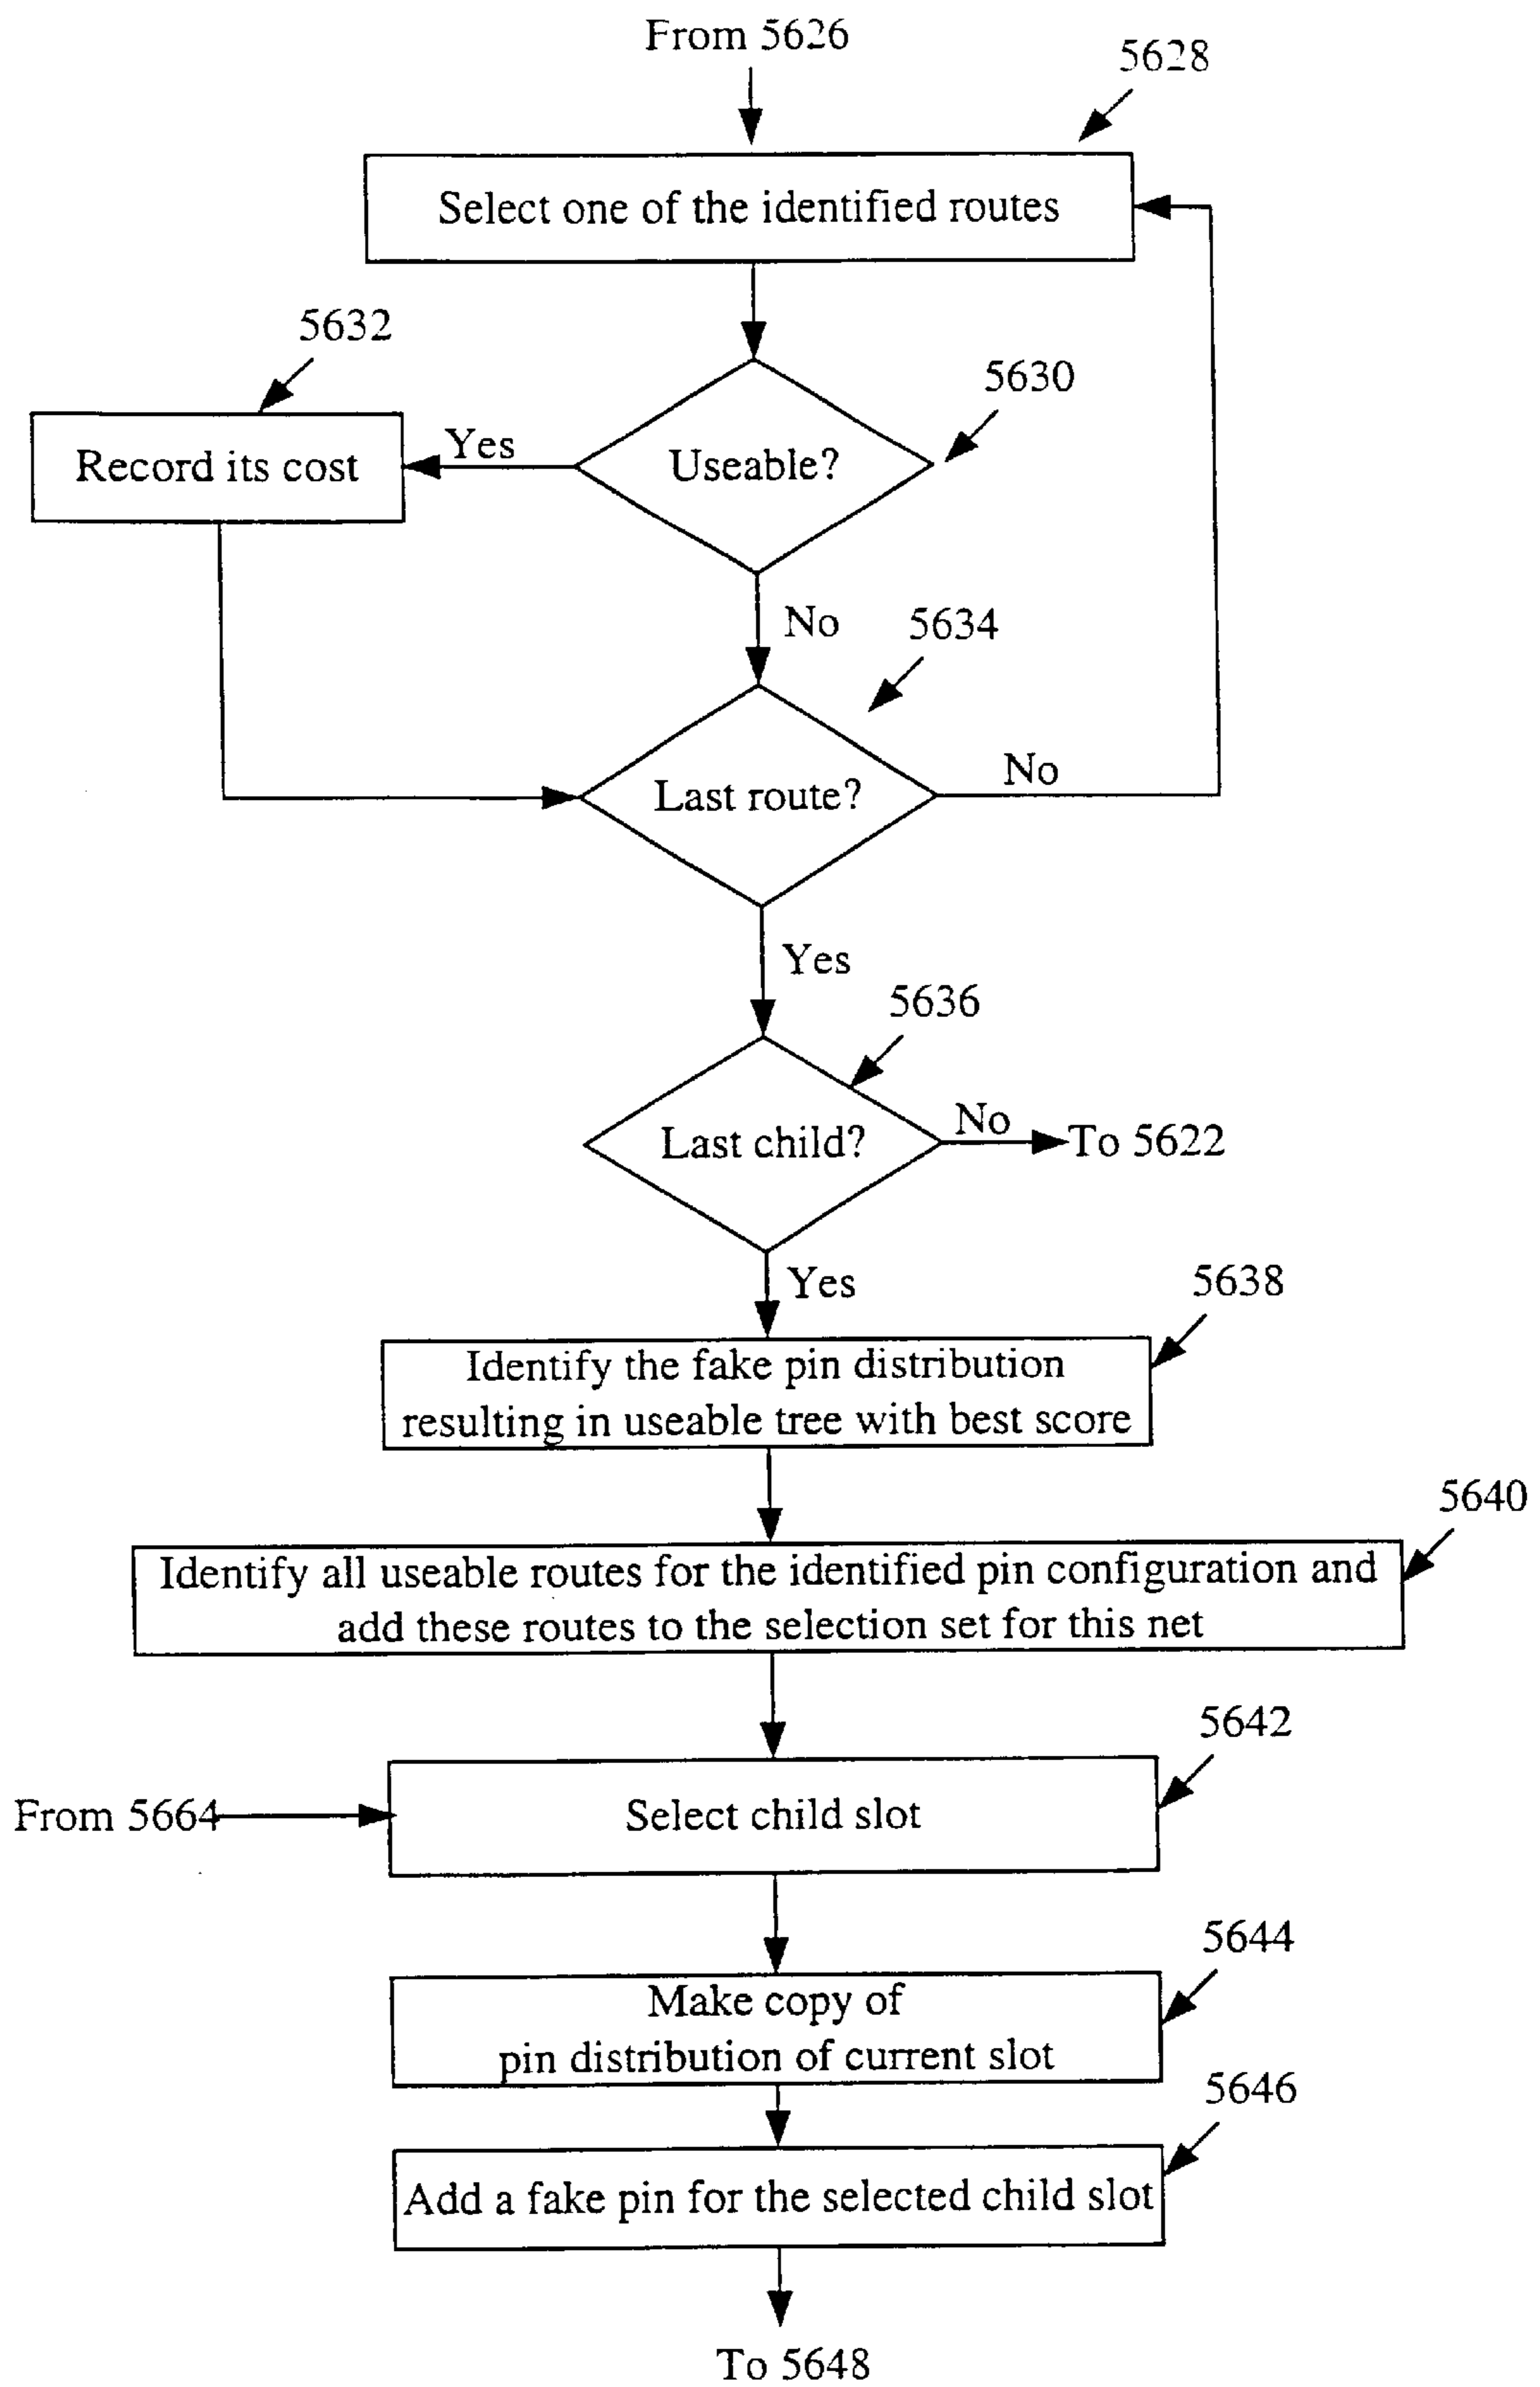 From 5626
5628
Select one of the identified routes
5632
5630
Record its cost
Yes
Useable?
No
5634
Last route?
No
Yes
5636
Last child?
No
To 5622
Yes
5638
Identify the fake pin distribution
resulting in useable tree with best score
5640
Identify all useable routes for the identified pin configuration and
add these routes to the selection set for this net
5642
From 5664
Select child slot
5644
Make copy of
pin distribution of current slot
5646
Add a fake pin for the selected child slot
To 5648